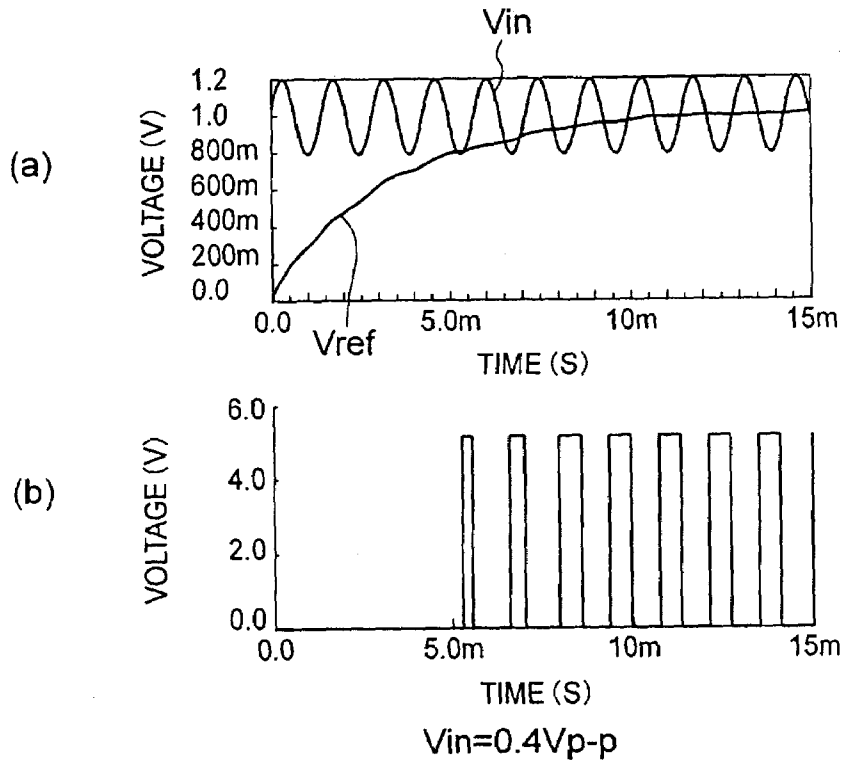 Vin
(a)
VOLTAGE (V)
1.2
1.0
800m
600m
400m
200m
0.0
0.0 5.0m 10m 15m
Vref
TIME (S)
(b)
VOLTAGE (V)
6.0
4.0
2.0
0.0
0.0 5.0m 10m 15m
TIME (S)
Vin=0.4Vp-p